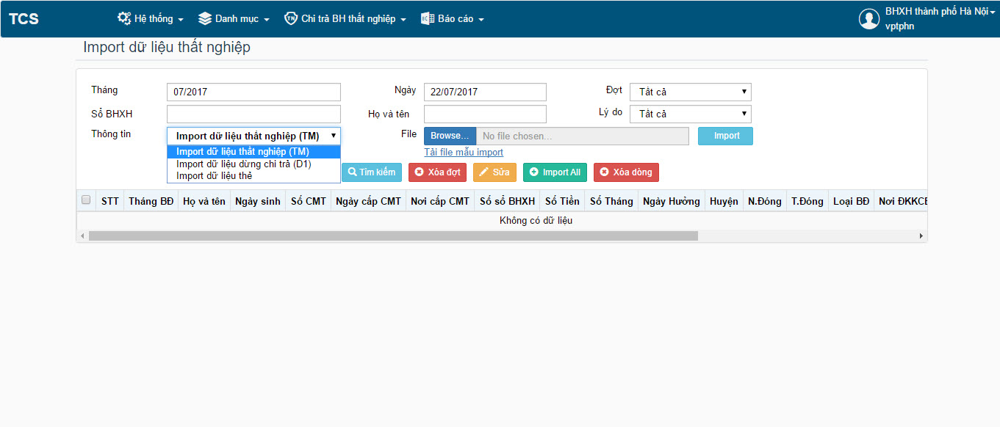 TCS Hệ thống Danh mục TN Chi trả BH thất nghiệp BC Báo cáo BHXH thành phố Hà Nội
vptphn
Import dữ liệu thất nghiệp
Tháng 07/2017 Ngày 22/07/2017 Đợt Tất cả
Số BHXH Họ và tên Lý do Tất cả
Thông tin Import dữ liệu thất nghiệp (TM) File Browse... No file chosen... Import
Import dữ liệu thất nghiệp (TM) Tải file mẫu import
Import dữ liệu dừng chi trả (D1)
Import dữ liệu thẻ
Tìm kiếm Xóa đợt Sửa Import All Xóa dòng
STT Tháng BĐ Họ và tên Ngày sinh Số CMT Ngày cấp CMT Nơi cấp CMT Số sổ BHXH Số Tiền Số Tháng Ngày Hưởng Huyện N.Đóng T.Đóng Loại BĐ Nơi ĐKKCB
Không có dữ liệu